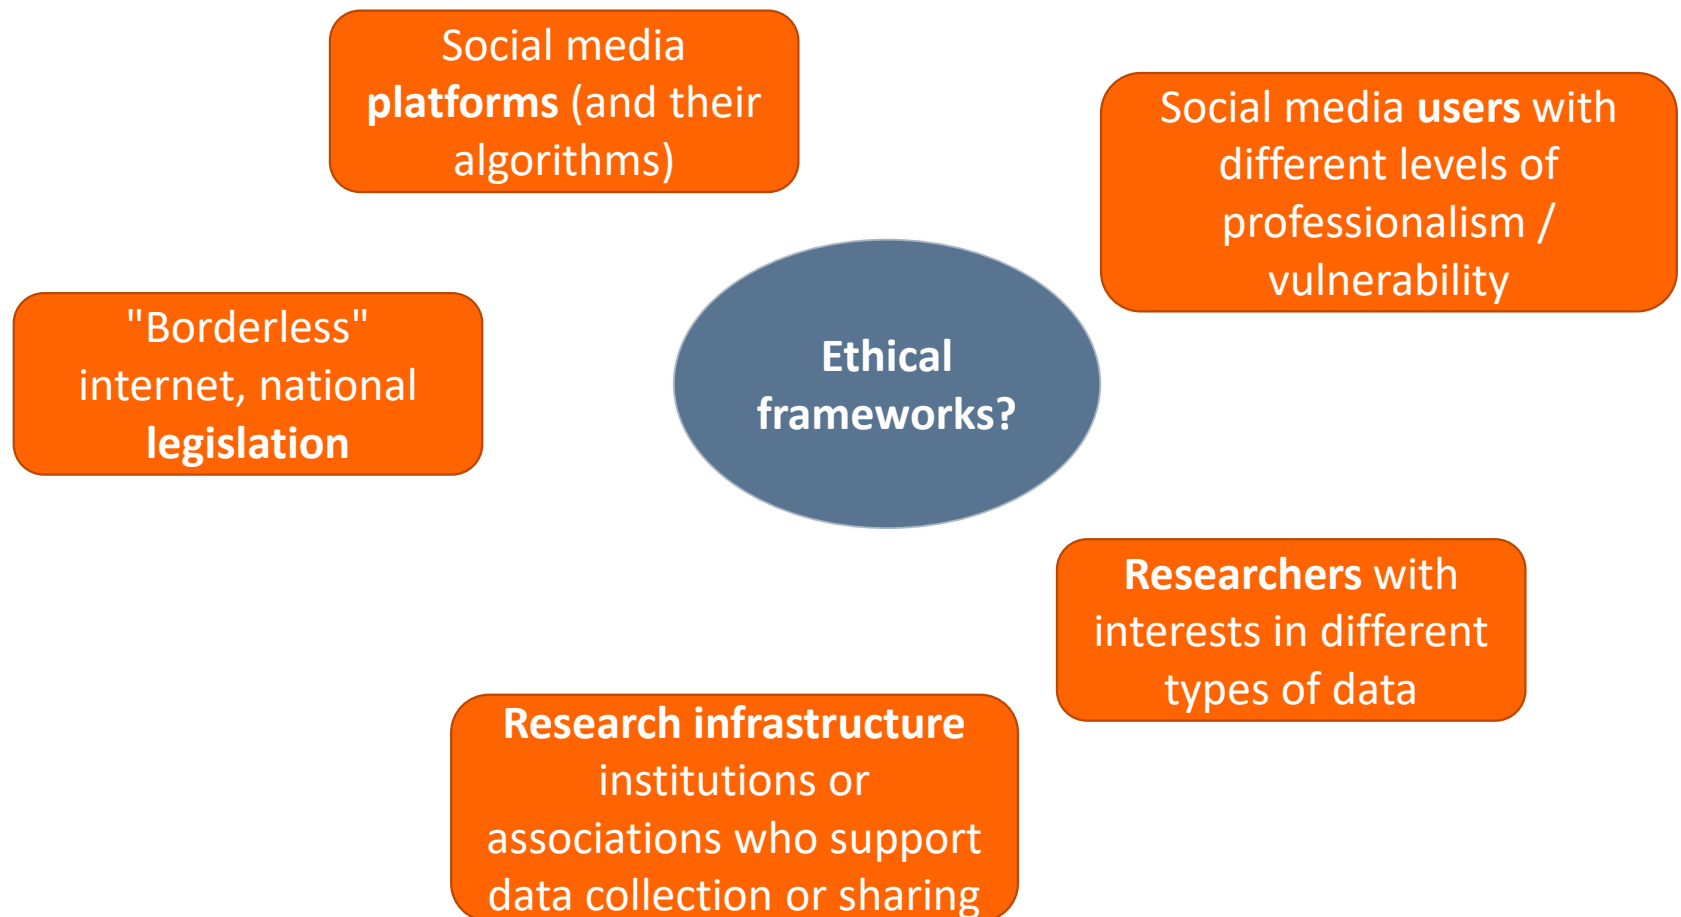 Social media
platforms (and their
algorithms)
Social media users with
different levels of
professionalism /
vulnerability
"Borderless"
internet, national
legislation
Ethical
frameworks?
Researchers with
interests in different
types of data
Research infrastructure
institutions or
associations who support
data collection or sharing